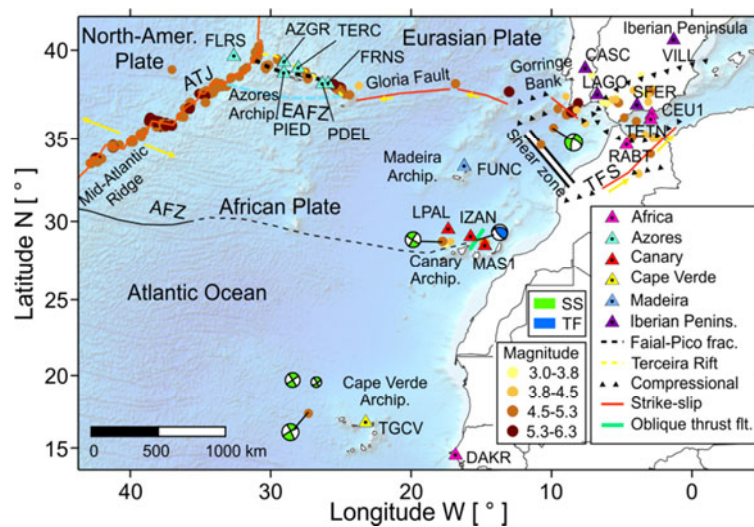 North-Amer.
Plate
FLRS
AZGR
TERC
FRNS
Eurasian Plate
Iberian Peninsula
VILL
CASC
Gorringe
Bank
LAGO
SFER
CEU1
TETN
RABT
ATJ
Gloria Fault
Azores
Archip.
EAFZ
PIED
PDEL
Shear zone
TFS
Mid-Atlantic
Ridge
Madeira
Archip.
FUNC
AFZ
African Plate
LPAL
IZAN
Canary
Archip.
MAS1
Atlantic Ocean
Cape Verde
Archip.
TGCV
DAKR
0
500
1000 km
SS
TF
Magnitude
3.0-3.8
3.8-4.5
4.5-5.3
5.3-6.3
Africa
Azores
Canary
Cape Verde
Madeira
Iberian Penins.
Faial-Pico frac.
Terceira Rift
Compressional
Strike-slip
Oblique thrust flt.
Latitude N [ ° ]
40
35
30
25
20
15
40
30
20
10
0
Longitude W [ ° ]